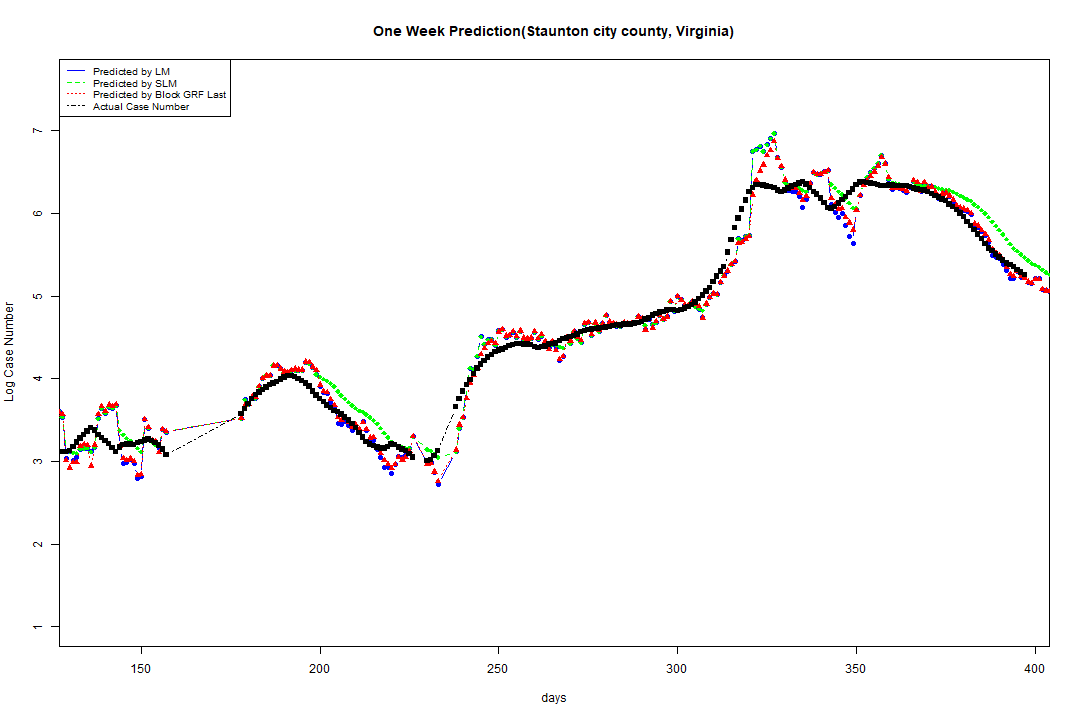 One Week Prediction(Staunton city county, Virginia)
Predicted by LM
Predicted by SLM
Predicted by Block GRF Last
Actual Case Number
Log Case Number
7
6
5
4
3
2
1
150 200 250 300 350 400
days